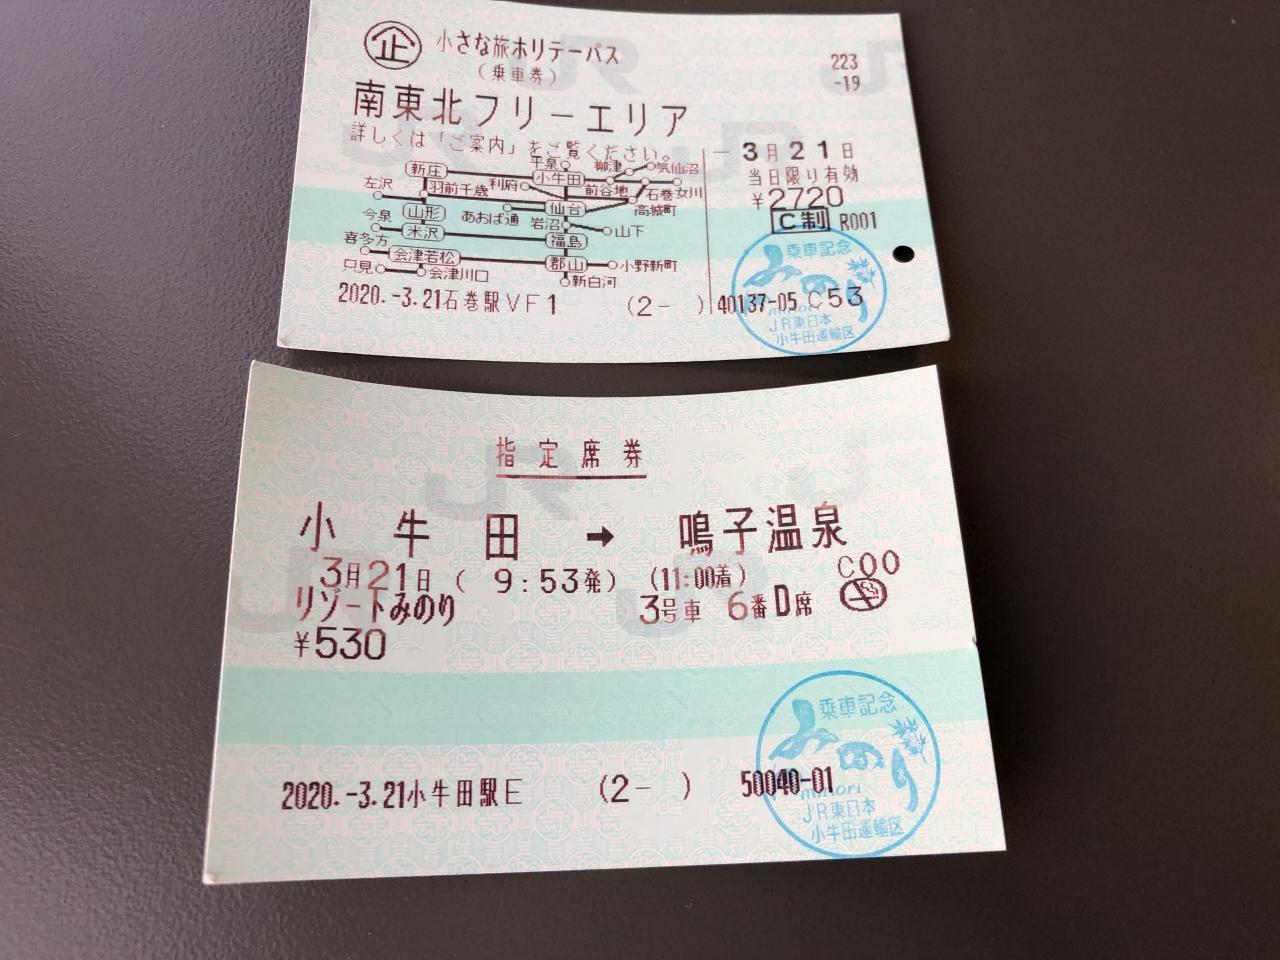 企 小さな旅ホリデーパス
(乗車券)
223
-19
南東北フリーエリア
詳しくは「ご案内」をご覧ください。
- 3月21日
当日限り有効
¥2720
C制 R001
平泉 柳津 気仙沼
新庄 小牛田
左沢 羽前千歳 利府 前谷地 石巻 女川
今泉 山形 あおば通 仙台 高城町
米沢 岩沼 山下
喜多方 福島
会津若松 郡山 小野新町
只見 会津川口 新白河
2020.-3.21石巻駅VF1 (2- ) 40137-05 C53
乗車記念
みのり
minori
JR東日本
小牛田運輸区
指定席券
小牛田 → 鳴子温泉
3月21日 ( 9:53発) (11:00着) C00
リゾートみのり 3号車 6番D席
¥530
2020.-3.21小牛田駅E (2- ) 50040-01
乗車記念
みのり
minori
JR東日本
小牛田運輸区